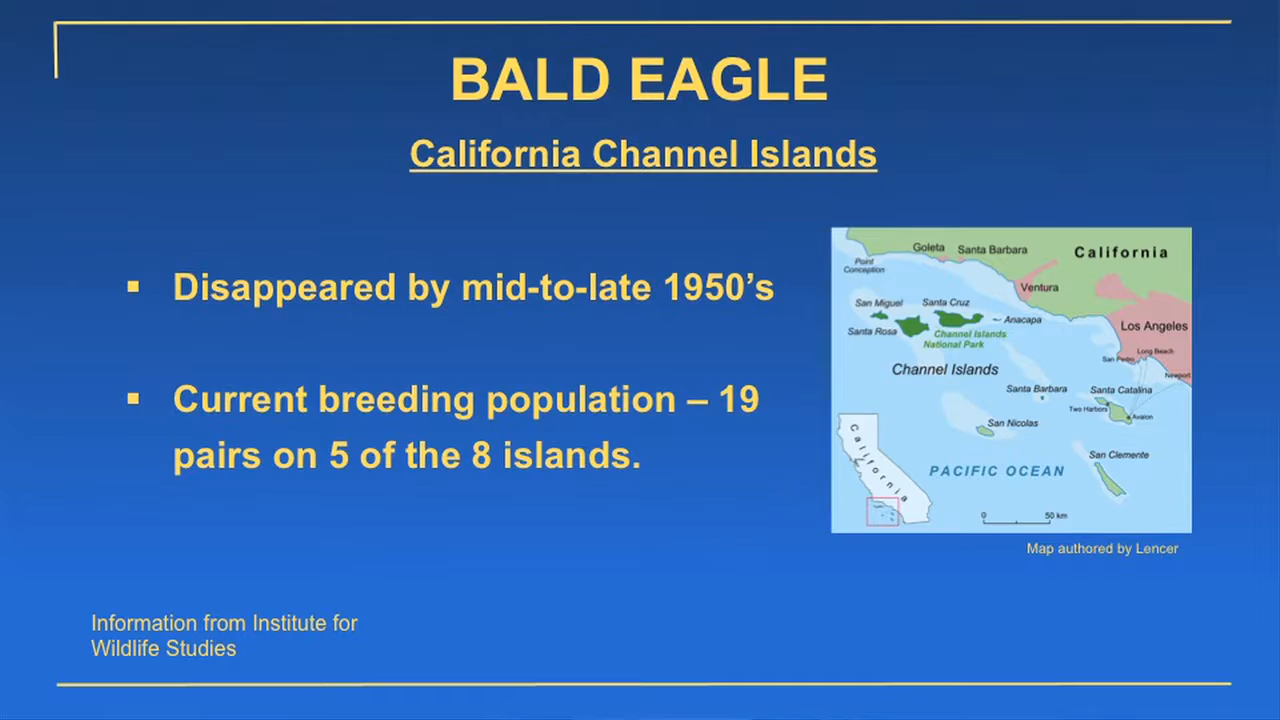 BALD EAGLE
California Channel Islands
▪ Disappeared by mid-to-late 1950’s
▪ Current breeding population – 19
pairs on 5 of the 8 islands.
Goleta
Santa Barbara
California
Point
Conception
Ventura
San Miguel
Santa Cruz
Anacapa
Santa Rosa
Channel Islands
National Park
Los Angeles
Long Beach
San Pedro
Newport
Channel Islands
Santa Barbara
Santa Catalina
Two Harbors
Avalon
San Nicolas
San Clemente
PACIFIC OCEAN
California
0 50 km
Map authored by Lencer
Information from Institute for
Wildlife Studies